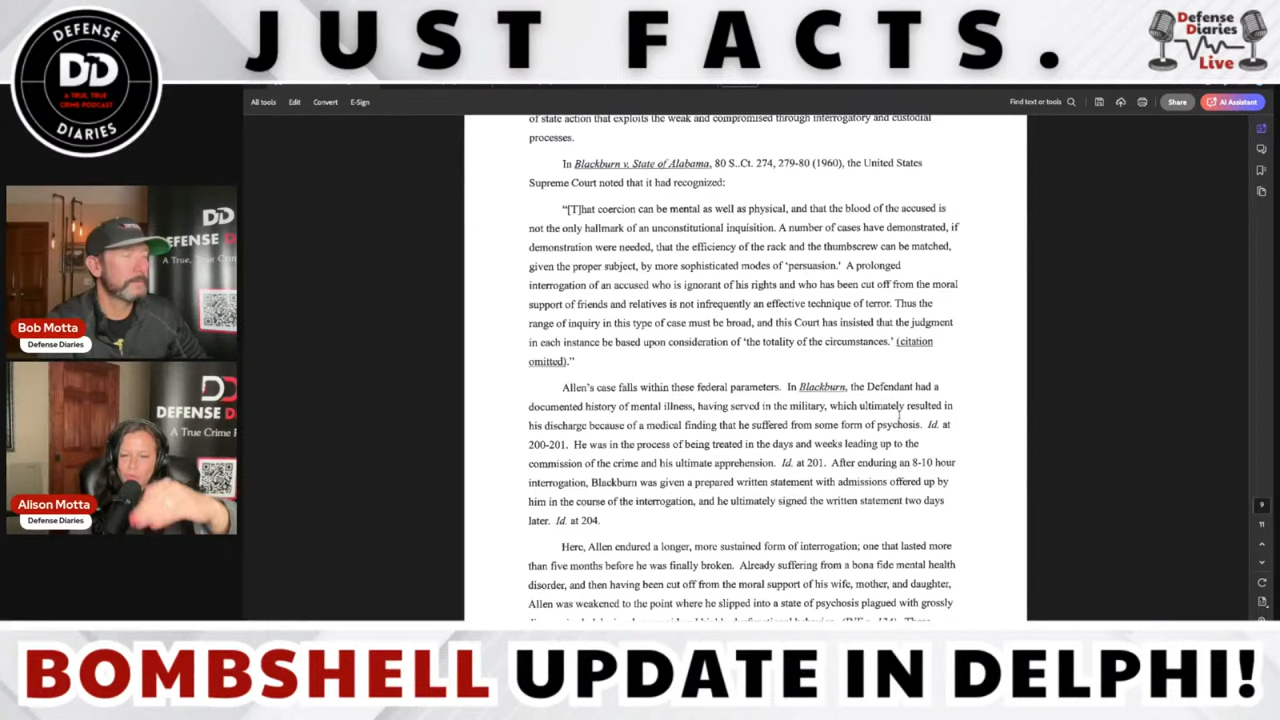 JUST FACTS.
DEFENSE
DD
A TRUE, TRUE
CRIME PODCAST
DIARIES
Defense
Diaries
Live
All tools
Edit
Convert
E-Sign
Find text or tools
Share
AI Assistant
of state action that exploits the weak and compromised through interrogatory and custodial
processes.
In Blackburn v. State of Alabama, 80 S..Ct. 274, 279-80 (1960), the United States
Supreme Court noted that it had recognized:
“[T]hat coercion can be mental as well as physical, and that the blood of the accused is
not the only hallmark of an unconstitutional inquisition. A number of cases have demonstrated, if
demonstration were needed, that the efficiency of the rack and the thumbscrew can be matched,
given the proper subject, by more sophisticated modes of ‘persuasion.’ A prolonged
interrogation of an accused who is ignorant of his rights and who has been cut off from the moral
support of friends and relatives is not infrequently an effective technique of terror. Thus the
range of inquiry in this type of case must be broad, and this Court has insisted that the judgment
in each instance be based upon consideration of ‘the totality of the circumstances.’ (citation
omitted).”
Allen’s case falls within these federal parameters. In Blackburn, the Defendant had a
documented history of mental illness, having served in the military, which ultimately resulted in
his discharge because of a medical finding that he suffered from some form of psychosis. Id. at
200-201. He was in the process of being treated in the days and weeks leading up to the
commission of the crime and his ultimate apprehension. Id. at 201. After enduring an 8-10 hour
interrogation, Blackburn was given a prepared written statement with admissions offered up by
him in the course of the interrogation, and he ultimately signed the written statement two days
later. Id. at 204.
Here, Allen endured a longer, more sustained form of interrogation; one that lasted more
than five months before he was finally broken. Already suffering from a bona fide mental health
disorder, and then having been cut off from the moral support of his wife, mother, and daughter,
Allen was weakened to the point where he slipped into a state of psychosis plagued with grossly
9
11
DD
EFENSE
A True, True Crime
Bob Motta
Defense Diaries
DEFENSE
A True Crime
Alison Motta
Defense Diaries
BOMBSHELL UPDATE IN DELPHI!